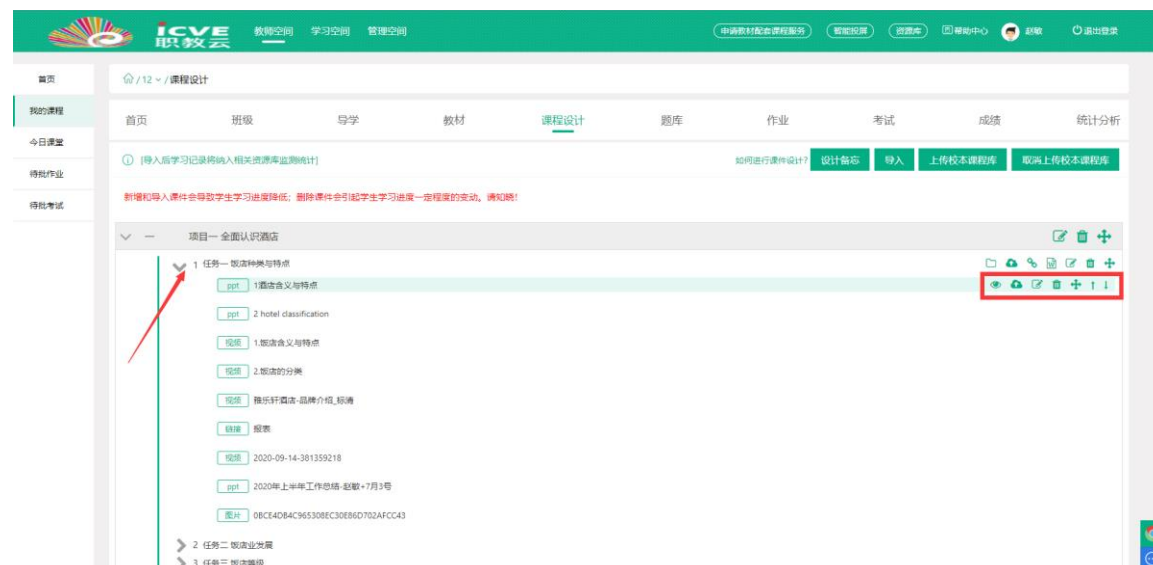 icve 职教云 教师空间 学习空间 管理空间 申请教材配套课程服务 智能投屏 资源库 帮助中心 赵敏 退出登录
首页
我的课程
今日课堂
待批作业
待批考试
/ 12 / 课程设计
首页 班级 导学 教材 课程设计 题库 作业 考试 成绩 统计分析
[导入后学习记录将纳入相关资源库监测统计] 如何进行课件设计? 设计备忘 导入 上传校本课程库 取消上传校本课程库
新增和导入课件会导致学生学习进度降低; 删除课件会引起学生学习进度一定程度的变动。请知晓!
项目一 全面认识酒店
1 任务一 饭店种类与特点
ppt 1酒店含义与特点
ppt 2 hotel classification
视频 1.饭店含义与特点
视频 2.饭店的分类
视频 雅乐轩酒店-品牌介绍_标清
链接 报表
视频 2020-09-14-381359218
ppt 2020年上半年工作总结-赵敏+7月3号
图片 0BCE4DB4C965308EC30E86D702AFCC43
2 任务二 饭店业发展
3 任务三 饭店等级